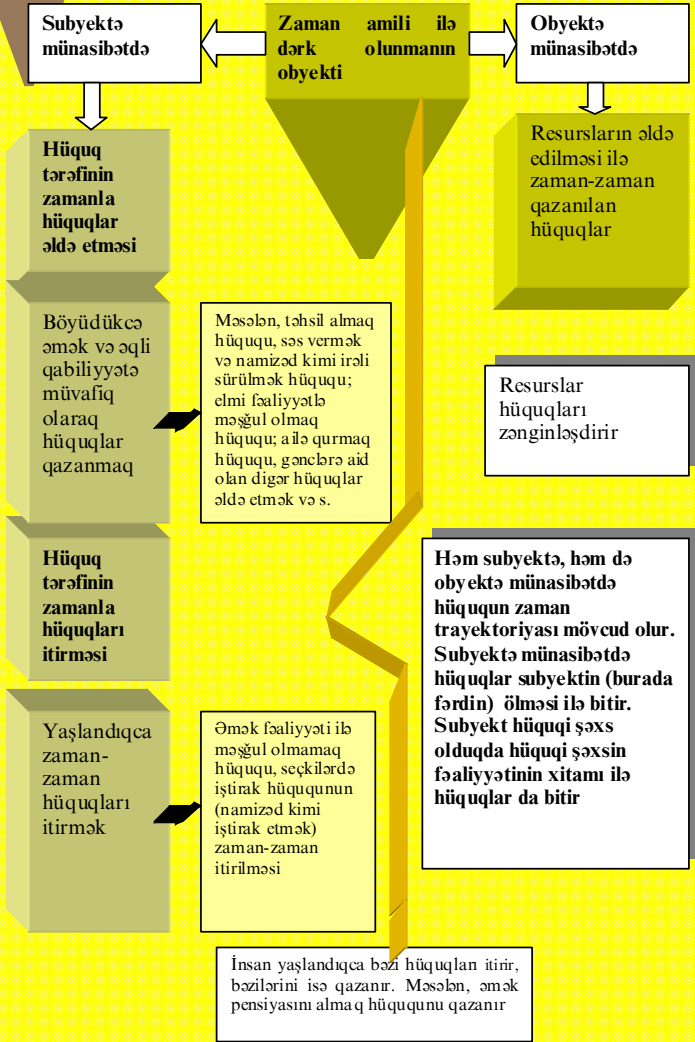 Subyektə
münasibətdə
Zaman amili ilə
dərk olunmanın
obyekti
Obyektə
münasibətdə
Hüquq
tərəfinin
zamanla
hüquqlar
əldə etməsi
Resursların əldə
edilməsi ilə
zaman-zaman
qazanılan
hüquqlar
Böyüdükcə
əmək və əqli
qabiliyyətə
müvafiq
olaraq
hüquqlar
qazanmaq
Məsələn, təhsil almaq
hüququ, səs vermək
və namizəd kimi irəli
sürülmək hüququ;
elmi fəaliyyətlə
məşğul olmaq
hüququ; ailə qurmaq
hüququ, gənclərə aid
olan digər hüquqlar
əldə etmək və s.
Resurslar
hüquqları
zənginləşdirir
Hüquq
tərəfinin
zamanla
hüquqları
itirməsi
Həm subyektə, həm də
obyektə münasibətdə
hüququn zaman
trayektoriyası mövcud olur.
Subyektə münasibətdə
hüquqlar subyektin (burada
fərdin) ölməsi ilə bitir.
Subyekt hüquqi şəxs
olduqda hüquqi şəxsin
fəaliyyətinin xitamı ilə
hüquqlar da bitir
Yaşlandıqca
zaman-
zaman
hüquqları
itirmək
Əmək fəaliyyəti ilə
məşğul olmamaq
hüququ, seçkilərdə
iştirak hüququnun
(namizəd kimi
iştirak etmək)
zaman-zaman
itirilməsi
İnsan yaşlandıqca bəzi hüquqları itirir,
bəzilərini isə qazanır. Məsələn, əmək
pensiyasını almaq hüququnu qazanır